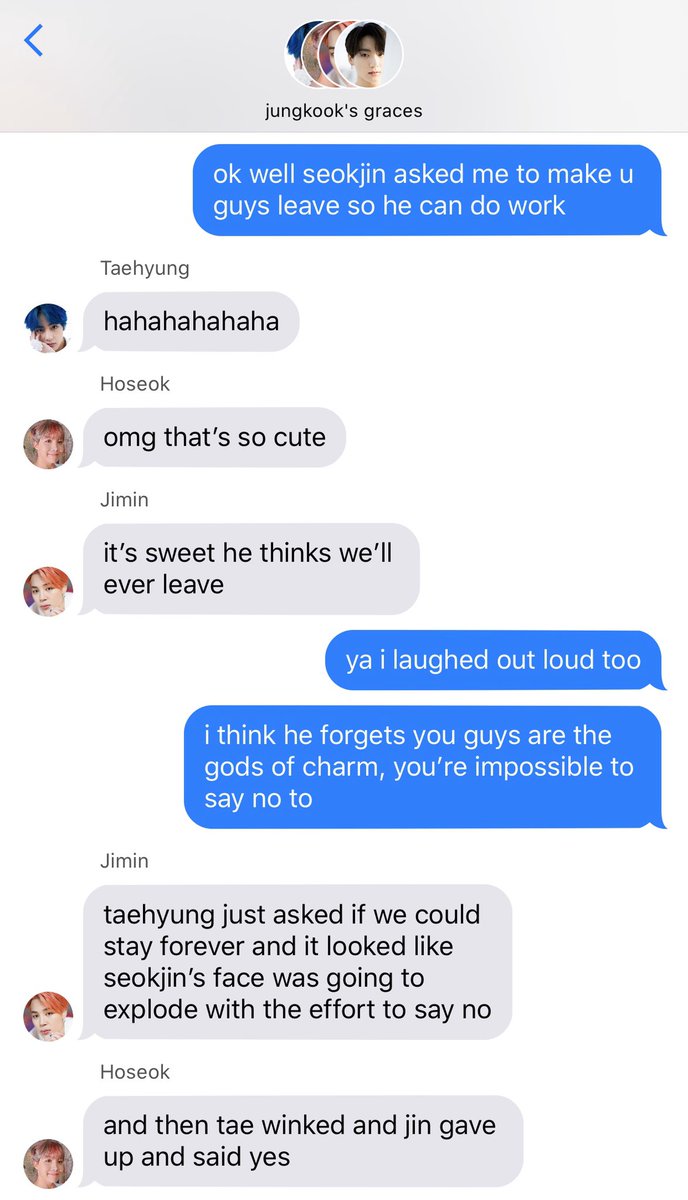 jungkook's graces
ok well seokjin asked me to make u
guys leave so he can do work
Taehyung
hahahahahaha
Hoseok
omg that’s so cute
Jimin
it’s sweet he thinks we’ll
ever leave
ya i laughed out loud too
i think he forgets you guys are the
gods of charm, you’re impossible to
say no to
Jimin
taehyung just asked if we could
stay forever and it looked like
seokjin’s face was going to
explode with the effort to say no
Hoseok
and then tae winked and jin gave
up and said yes